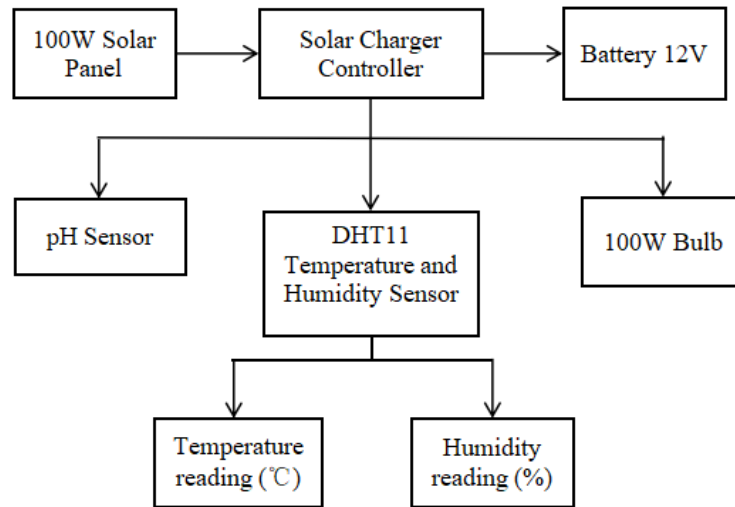 100W Solar
Panel
Solar Charger
Controller
Battery 12V
pH Sensor
DHT11
Temperature and
Humidity Sensor
100W Bulb
Temperature
reading (℃)
Humidity
reading (%)